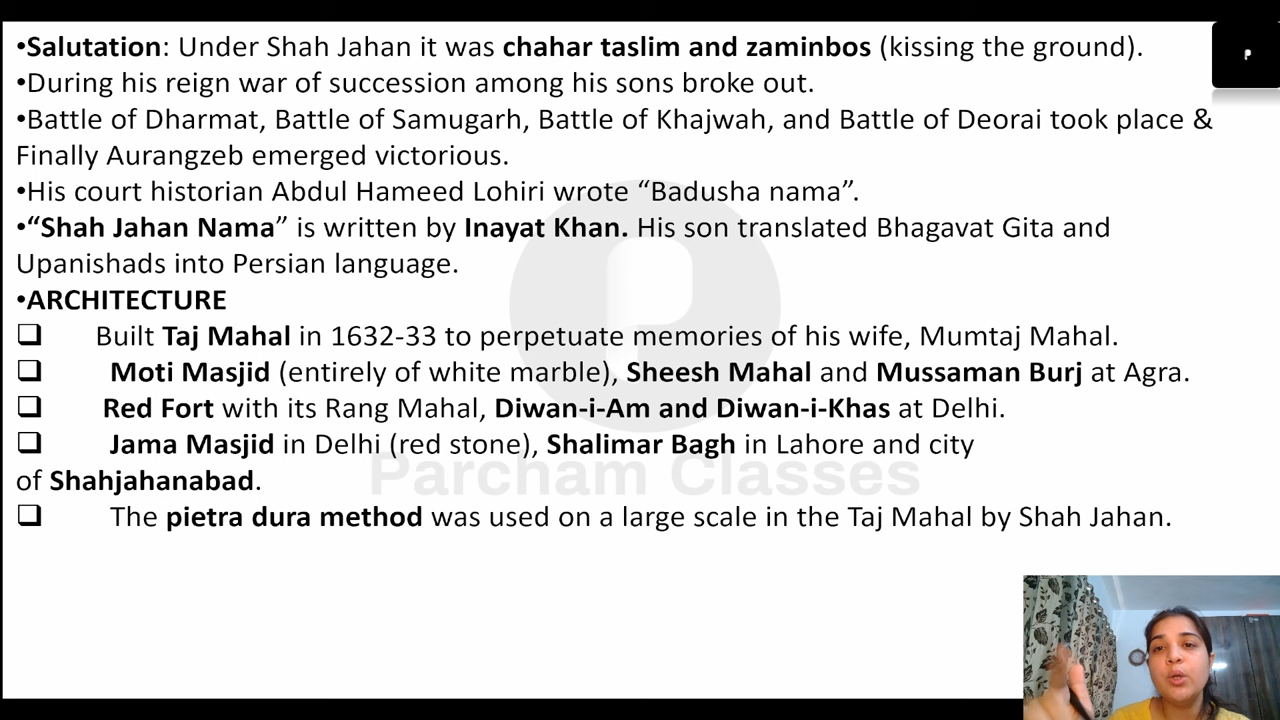 •Salutation: Under Shah Jahan it was chahar taslim and zaminbos (kissing the ground).
•During his reign war of succession among his sons broke out.
•Battle of Dharmat, Battle of Samugarh, Battle of Khajwah, and Battle of Deorai took place &
Finally Aurangzeb emerged victorious.
•His court historian Abdul Hameed Lohiri wrote “Badusha nama”.
•“Shah Jahan Nama” is written by Inayat Khan. His son translated Bhagavat Gita and
Upanishads into Persian language.
•ARCHITECTURE
❑ Built Taj Mahal in 1632-33 to perpetuate memories of his wife, Mumtaj Mahal.
❑ Moti Masjid (entirely of white marble), Sheesh Mahal and Mussaman Burj at Agra.
❑ Red Fort with its Rang Mahal, Diwan-i-Am and Diwan-i-Khas at Delhi.
❑ Jama Masjid in Delhi (red stone), Shalimar Bagh in Lahore and city
of Shahjahanabad.
Parcham Classes
❑ The pietra dura method was used on a large scale in the Taj Mahal by Shah Jahan.